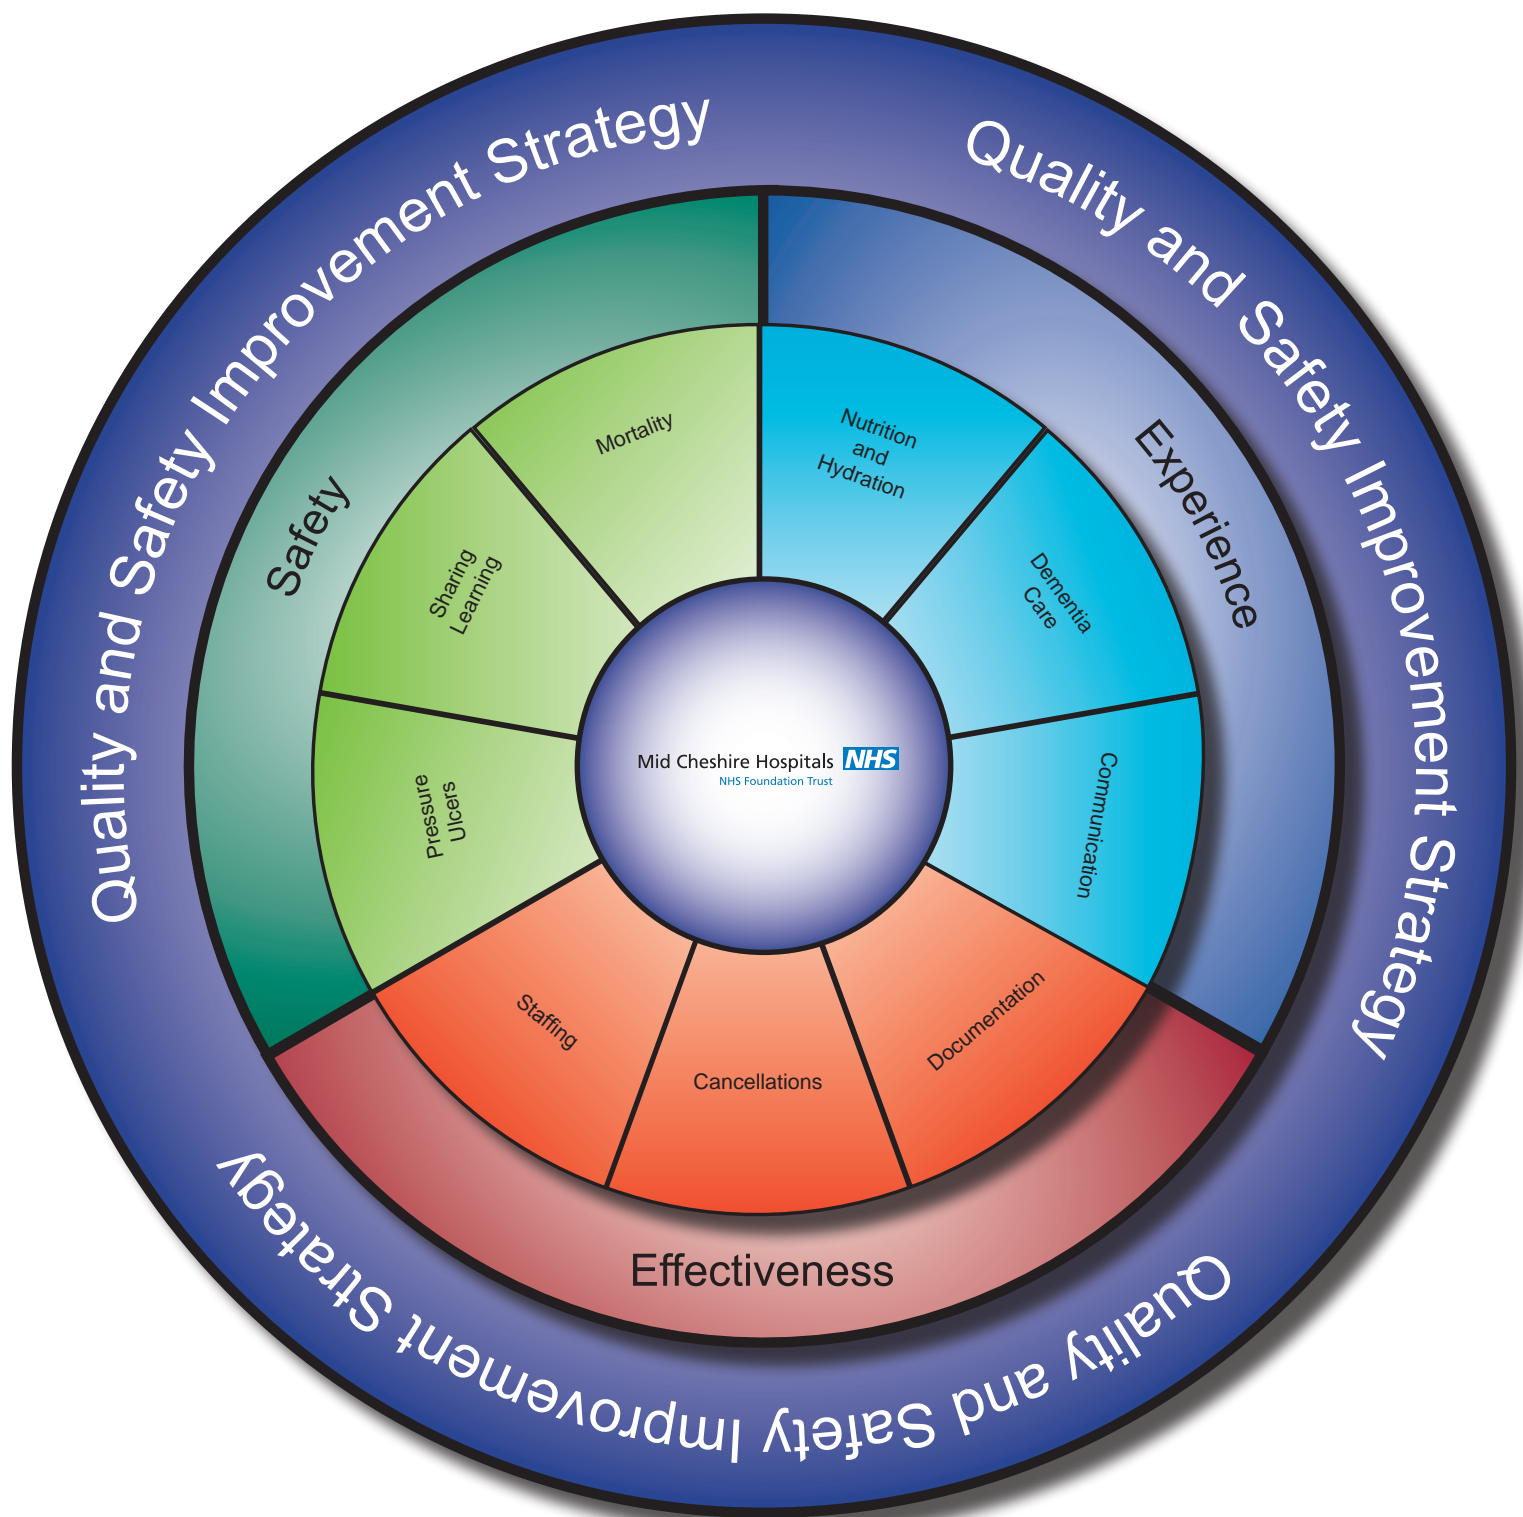 Quality and Safety Improvement Strategy
Quality and Safety Improvement Strategy
Quality and Safety Improvement Strategy
Safety
Experience
Effectiveness
Mortality
Sharing
Learning
Pressure
Ulcers
Nutrition
and
Hydration
Dementia
Care
Communication
Documentation
Cancellations
Staffing
Mid Cheshire Hospitals NHS
NHS Foundation Trust